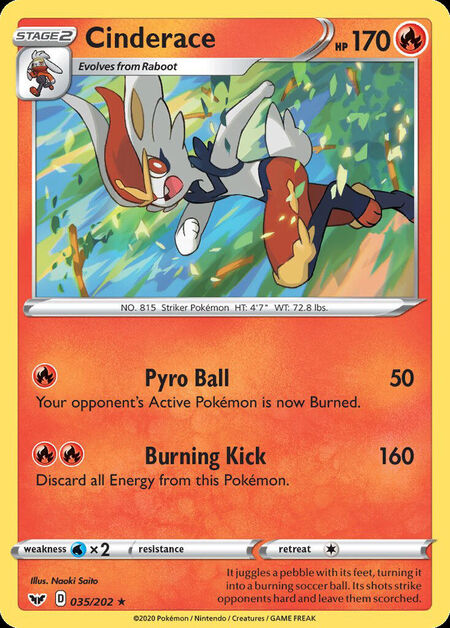 STAGE 2
Cinderace
HP 170
Evolves from Raboot
NO. 815 Striker Pokémon HT: 4'7" WT: 72.8 lbs.
Pyro Ball 50
Your opponent's Active Pokémon is now Burned.
Burning Kick 160
Discard all Energy from this Pokémon.
weakness ×2 resistance retreat
Illus. Naoki Saito
It juggles a pebble with its feet, turning it
into a burning soccer ball. Its shots strike
opponents hard and leave them scorched.
D 035/202 ★
©2020 Pokémon / Nintendo / Creatures / GAME FREAK